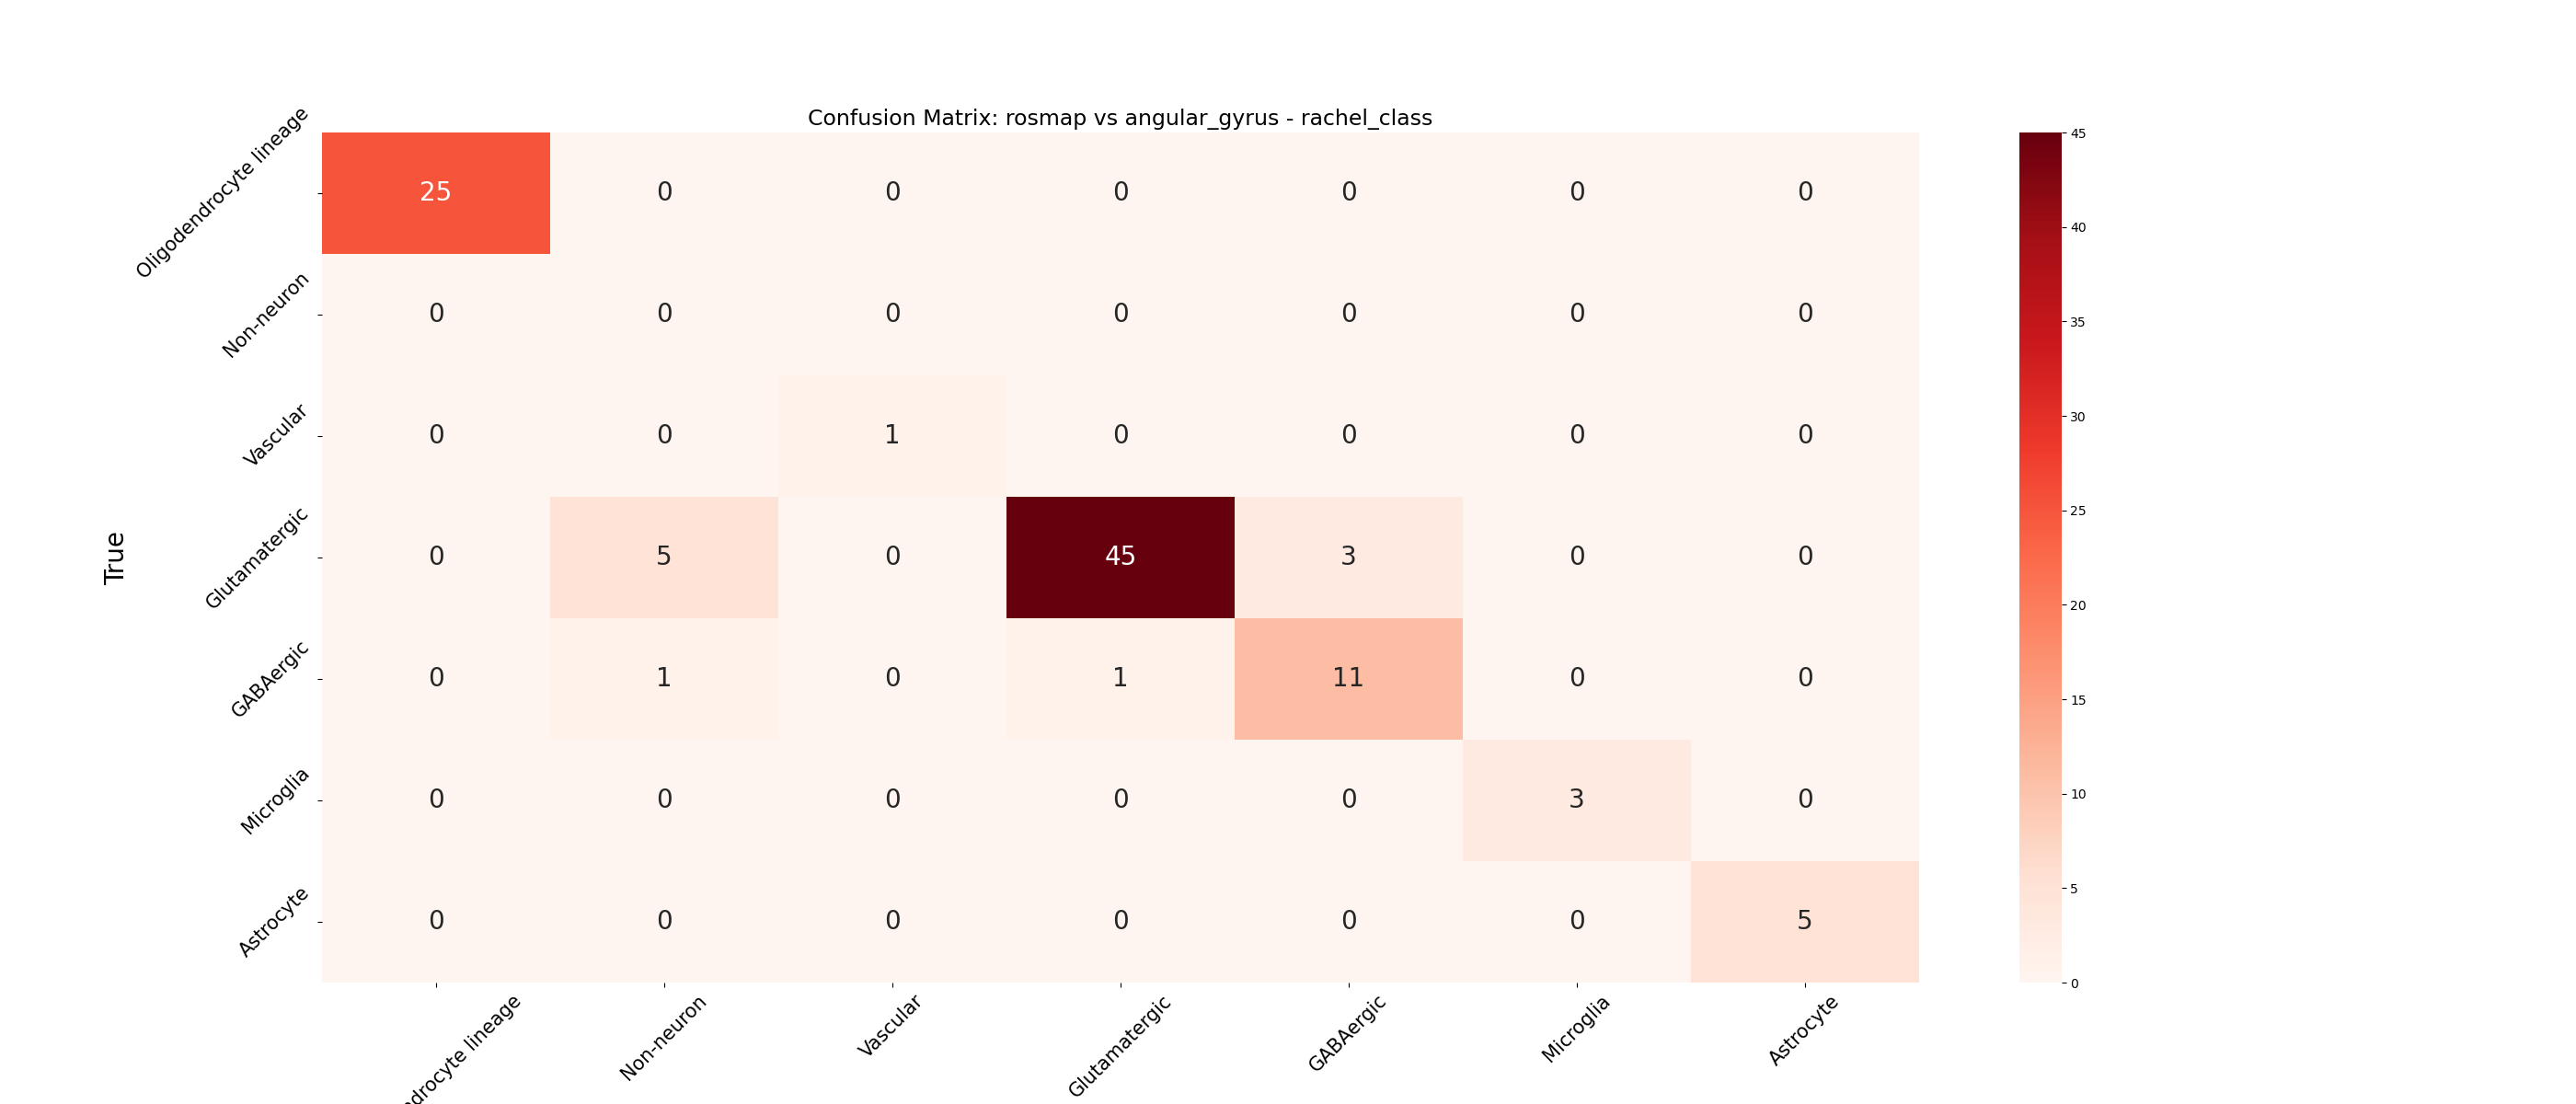 Confusion Matrix: rosmap vs angular_gyrus - rachel_class
True
Oligodendrocyte lineage
25 0 0 0 0 0 0
Non-neuron
0 0 0 0 0 0 0
Vascular
0 0 1 0 0 0 0
Glutamatergic
0 5 0 45 3 0 0
GABAergic
0 1 0 1 11 0 0
Microglia
0 0 0 0 0 3 0
Astrocyte
0 0 0 0 0 0 5
lineage
Non-neuron
Vascular
Glutamatergic
GABAergic
Microglia
Astrocyte
45
40
35
30
25
20
15
10
5
0